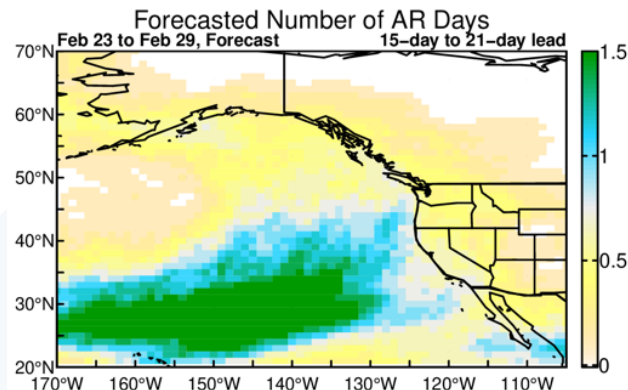 Forecasted Number of AR Days
Feb 23 to Feb 29, Forecast 15-day to 21-day lead
70°N
60°N
50°N
40°N
30°N
20°N
170°W 160°W 150°W 140°W 130°W 120°W 110°W
1.5
1
0.5
0